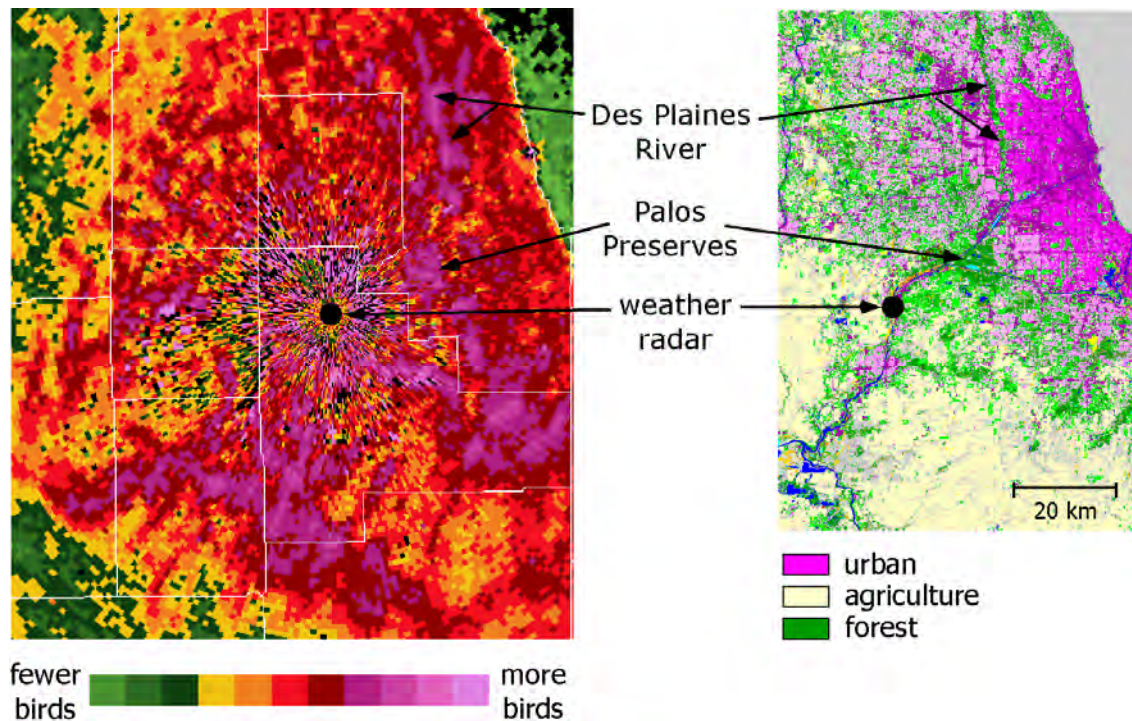 Des Plaines
River
Palos
Preserves
weather
radar
20 km
urban
agriculture
forest
fewer
birds
more
birds